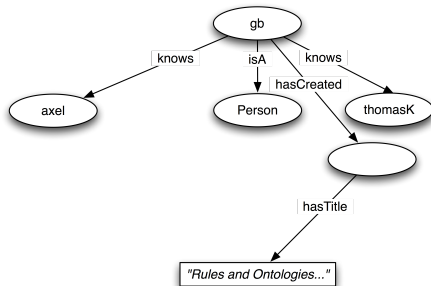 gb
knows
isA
knows
hasCreated
axel
Person
thomasK
hasTitle
"Rules and Ontologies..."